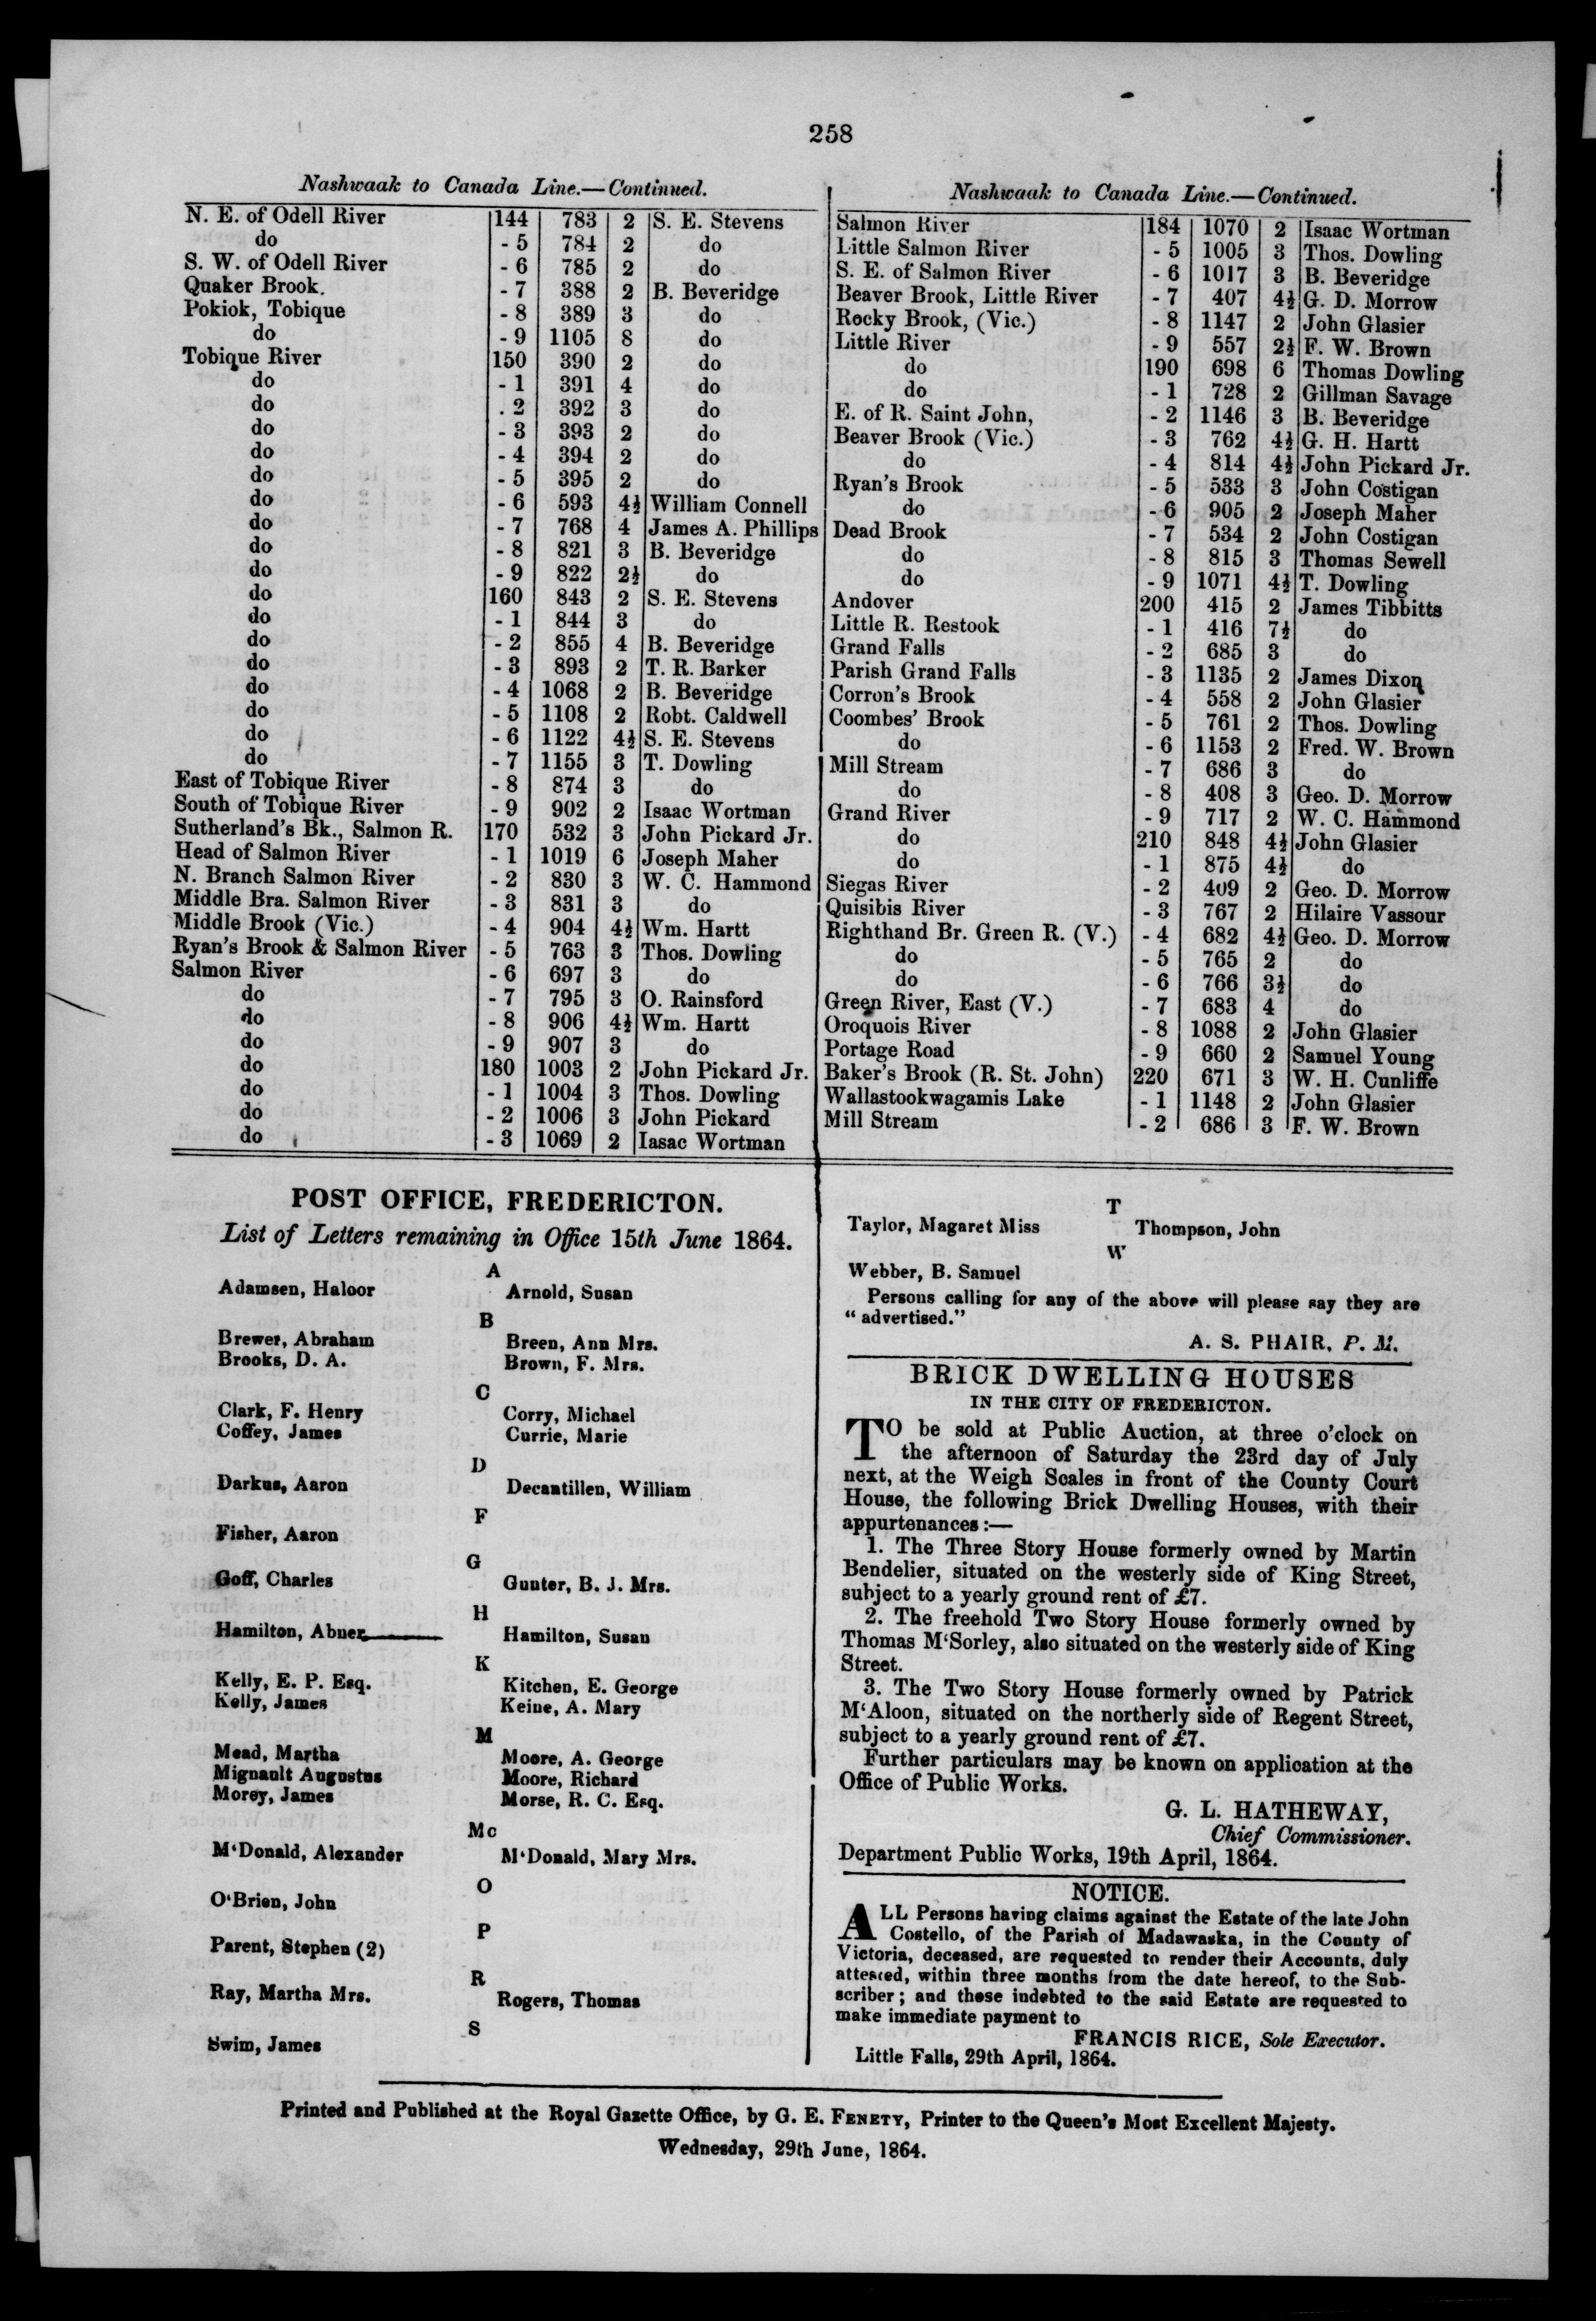 258
Nashwaak to Canada Line.—Continued.
N. E. of Odell River 144 783 2 S. E. Stevens
do - 5 784 2 do
S. W. of Odell River - 6 785 2 do
Quaker Brook. - 7 388 2 B. Beveridge
Pokiok, Tobique - 8 389 3 do
do - 9 1105 8 do
Tobique River 150 390 2 do
do - 1 391 4 do
do . 2 392 3 do
do - 3 393 2 do
do - 4 394 2 do
do - 5 395 2 do
do - 6 593 4½ William Connell
do - 7 768 4 James A. Phillips
do - 8 821 3 B. Beveridge
do - 9 822 2½ do
do 160 843 2 S. E. Stevens
do - 1 844 3 do
do - 2 855 4 B. Beveridge
do - 3 893 2 T. R. Barker
do - 4 1068 2 B. Beveridge
do - 5 1108 2 Robt. Caldwell
do - 6 1122 4½ S. E. Stevens
do - 7 1155 3 T. Dowling
East of Tobique River - 8 874 3 do
South of Tobique River - 9 902 2 Isaac Wortman
Sutherland's Bk., Salmon R. 170 532 3 John Pickard Jr.
Head of Salmon River - 1 1019 6 Joseph Maher
N. Branch Salmon River - 2 830 3 W. C. Hammond
Middle Bra. Salmon River - 3 831 3 do
Middle Brook (Vic.) - 4 904 4½ Wm. Hartt
Ryan's Brook & Salmon River - 5 763 3 Thos. Dowling
Salmon River - 6 697 3 do
do - 7 795 3 O. Rainsford
do - 8 906 4½ Wm. Hartt
do - 9 907 3 do
do 180 1003 2 John Pickard Jr.
do - 1 1004 3 Thos. Dowling
do - 2 1006 3 John Pickard
do - 3 1069 2 Iasac Wortman
Nashwaak to Canada Line.—Continued.
Salmon River 184 1070 2 Isaac Wortman
Little Salmon River - 5 1005 3 Thos. Dowling
S. E. of Salmon River - 6 1017 3 B. Beveridge
Beaver Brook, Little River - 7 407 4½ G. D. Morrow
Rocky Brook, (Vic.) - 8 1147 2 John Glasier
Little River - 9 557 2½ F. W. Brown
do 190 698 6 Thomas Dowling
do - 1 728 2 Gillman Savage
E. of R. Saint John, - 2 1146 3 B. Beveridge
Beaver Brook (Vic.) - 3 762 4½ G. H. Hartt
do - 4 814 4½ John Pickard Jr.
Ryan's Brook - 5 533 3 John Costigan
do - 6 905 2 Joseph Maher
Dead Brook - 7 534 2 John Costigan
do - 8 815 3 Thomas Sewell
do - 9 1071 4½ T. Dowling
Andover 200 415 2 James Tibbitts
Little R. Restook - 1 416 7½ do
Grand Falls - 2 685 3 do
Parish Grand Falls - 3 1135 2 James Dixon
Corron's Brook - 4 558 2 John Glasier
Coombes' Brook - 5 761 2 Thos. Dowling
do - 6 1153 2 Fred. W. Brown
Mill Stream - 7 686 3 do
do - 8 408 3 Geo. D. Morrow
Grand River - 9 717 2 W. C. Hammond
do 210 848 4½ John Glasier
do - 1 875 4½ do
Siegas River - 2 409 2 Geo. D. Morrow
Quisibis River - 3 767 2 Hilaire Vassour
Righthand Br. Green R. (V.) - 4 682 4½ Geo. D. Morrow
do - 5 765 2 do
do - 6 766 3½ do
Green River, East (V.) - 7 683 4 do
Oroquois River - 8 1088 2 John Glasier
Portage Road - 9 660 2 Samuel Young
Baker's Brook (R. St. John) 220 671 3 W. H. Cunliffe
Wallastookwagamis Lake - 1 1148 2 John Glasier
Mill Stream - 2 686 3 F. W. Brown
POST OFFICE, FREDERICTON.
List of Letters remaining in Office 15th June 1864.
A
Adamsen, Haloor Arnold, Susan
B
Brewer, Abraham Breen, Ann Mrs.
Brooks, D. A. Brown, F. Mrs.
C
Clark, F. Henry Corry, Michael
Coffey, James Currie, Marie
D
Darkus, Aaron Decantillen, William
F
Fisher, Aaron
G
Goff, Charles Gunter, B. J. Mrs.
H
Hamilton, Abner Hamilton, Susan
K
Kelly, E. P. Esq. Kitchen, E. George
Kelly, James Keine, A. Mary
M
Mead, Martha Moore, A. George
Mignault Augustus Moore, Richard
Morey, James Morse, R. C. Esq.
Mc
M'Donald, Alexander M'Donald, Mary Mrs.
O
O'Brien, John
P
Parent, Stephen (2)
R
Ray, Martha Mrs. Rogers, Thomas
S
Swim, James
T
Taylor, Magaret Miss Thompson, John
W
Webber, B. Samuel
Persons calling for any of the above will please say they are
"advertised."
A. S. PHAIR, P. M.
BRICK DWELLING HOUSES
IN THE CITY OF FREDERICTON.
TO be sold at Public Auction, at three o'clock on
the afternoon of Saturday the 23rd day of July
next, at the Weigh Scales in front of the County Court
House, the following Brick Dwelling Houses, with their
appurtenances :—
1. The Three Story House formerly owned by Martin
Bendelier, situated on the westerly side of King Street,
subject to a yearly ground rent of £7.
2. The freehold Two Story House formerly owned by
Thomas M'Sorley, also situated on the westerly side of King
Street.
3. The Two Story House formerly owned by Patrick
M'Aloon, situated on the northerly side of Regent Street,
subject to a yearly ground rent of £7.
Further particulars may be known on application at the
Office of Public Works.
G. L. HATHEWAY,
Chief Commissioner.
Department Public Works, 19th April, 1864.
NOTICE.
ALL Persons having claims against the Estate of the late John
Costello, of the Parish of Madawaska, in the County of
Victoria, deceased, are requested to render their Accounts, duly
attested, within three months from the date hereof, to the Sub-
scriber ; and those indebted to the said Estate are requested to
make immediate payment to
FRANCIS RICE, Sole Executor.
Little Falls, 29th April, 1864.
Printed and Published at the Royal Gazette Office, by G. E. FENETY, Printer to the Queen's Most Excellent Majesty.
Wednesday, 29th June, 1864.